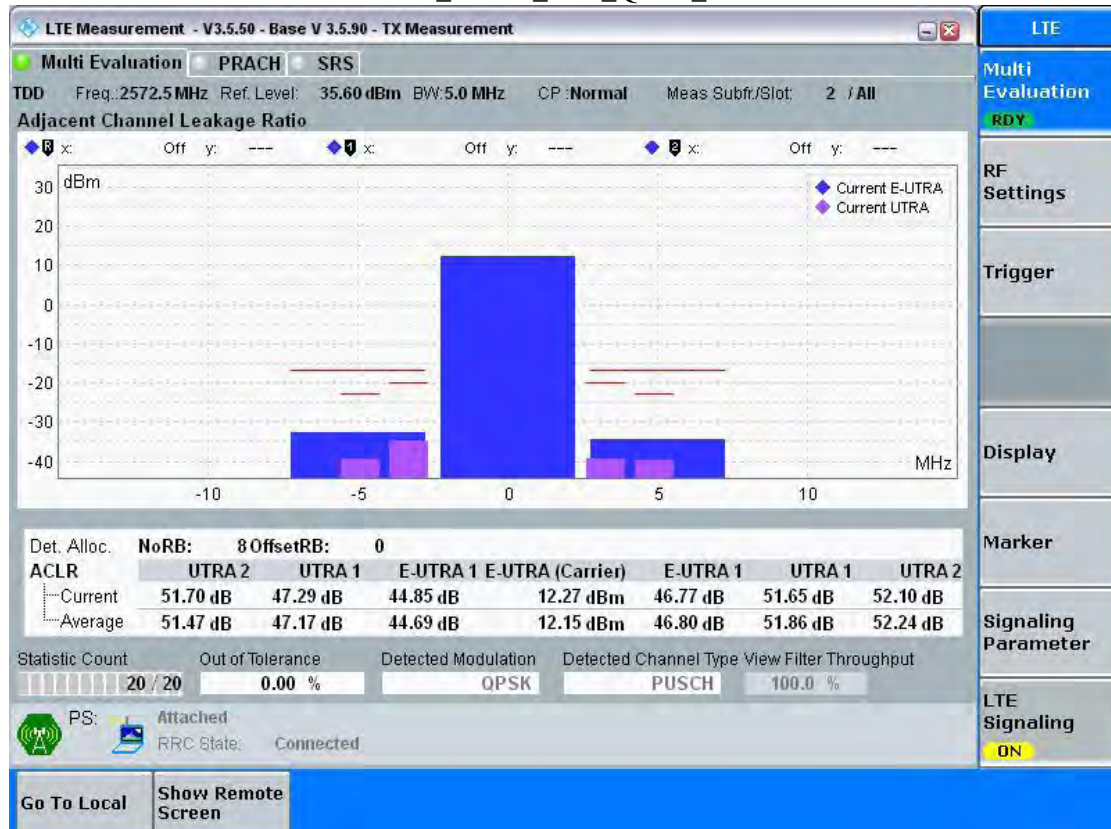 LTE Measurement - V3.5.50 - Base V 3.5.90 - TX Measurement
LTE
Multi Evaluation PRACH SRS
Multi Evaluation
RDY
TDD Freq.:2572.5 MHz Ref. Level: 35.60 dBm BW:5.0 MHz CP :Normal Meas Subfr./Slot: 2 / All
Adjacent Channel Leakage Ratio
R x: Off y: --- 1 x: Off y: --- 2 x: Off y: ---
dBm
Current E-UTRA
Current UTRA
30
20
10
0
-10
-20
-30
-40
MHz
-10 -5 0 5 10
RF
Settings
Trigger
Display
Marker
Signaling
Parameter
LTE
Signaling
ON
Det. Alloc. NoRB: 8 OffsetRB: 0
ACLR UTRA 2 UTRA 1 E-UTRA 1 E-UTRA (Carrier) E-UTRA 1 UTRA 1 UTRA 2
Current 51.70 dB 47.29 dB 44.85 dB 12.27 dBm 46.77 dB 51.65 dB 52.10 dB
Average 51.47 dB 47.17 dB 44.69 dB 12.15 dBm 46.80 dB 51.86 dB 52.24 dB
Statistic Count Out of Tolerance Detected Modulation Detected Channel Type View Filter Throughput
20 / 20 0.00 % QPSK PUSCH 100.0 %
PS: Attached
RRC State: Connected
Go To Local
Show Remote
Screen